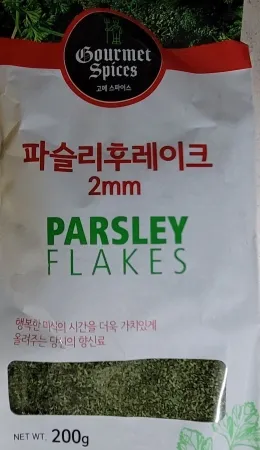 Gourmet
Spices
고메 스파이스
파슬리후레이크
2mm
PARSLEY
FLAKES
행복한 미식의 시간을 더욱 가치있게
올려주는 당신의 향신료
NET WT. 200g